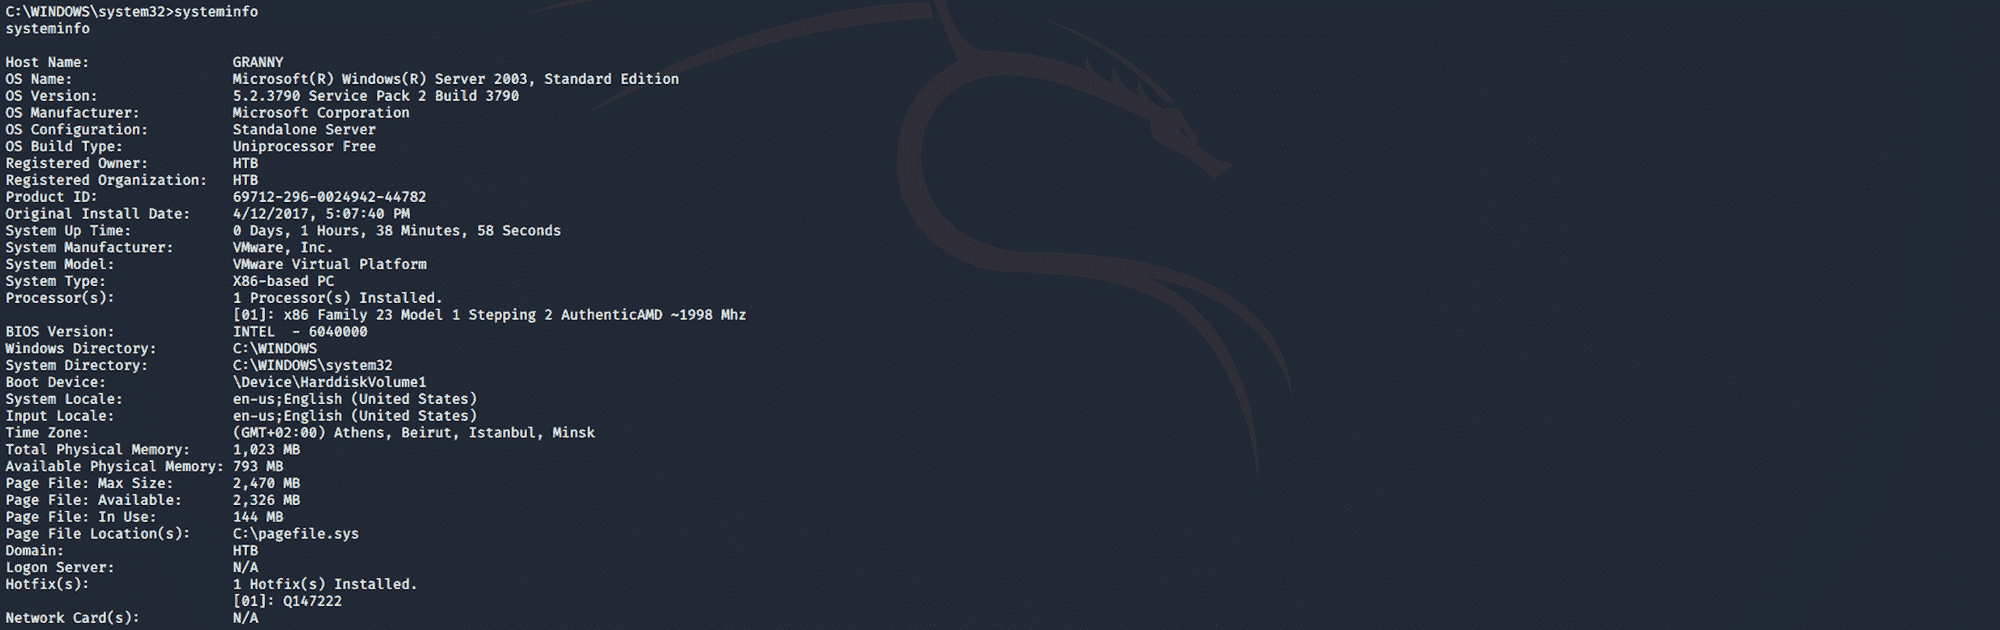 C:\WINDOWS\system32>systeminfo
systeminfo

Host Name:                 GRANNY
OS Name:                   Microsoft(R) Windows(R) Server 2003, Standard Edition
OS Version:                5.2.3790 Service Pack 2 Build 3790
OS Manufacturer:           Microsoft Corporation
OS Configuration:          Standalone Server
OS Build Type:             Uniprocessor Free
Registered Owner:          HTB
Registered Organization:   HTB
Product ID:                69712-296-0024942-44782
Original Install Date:     4/12/2017, 5:07:40 PM
System Up Time:            0 Days, 1 Hours, 38 Minutes, 58 Seconds
System Manufacturer:       VMware, Inc.
System Model:              VMware Virtual Platform
System Type:               X86-based PC
Processor(s):              1 Processor(s) Installed.
                           [01]: x86 Family 23 Model 1 Stepping 2 AuthenticAMD ~1998 Mhz
BIOS Version:              INTEL  - 6040000
Windows Directory:         C:\WINDOWS
System Directory:          C:\WINDOWS\system32
Boot Device:               \Device\HarddiskVolume1
System Locale:             en-us;English (United States)
Input Locale:              en-us;English (United States)
Time Zone:                 (GMT+02:00) Athens, Beirut, Istanbul, Minsk
Total Physical Memory:     1,023 MB
Available Physical Memory: 793 MB
Page File: Max Size:       2,470 MB
Page File: Available:      2,326 MB
Page File: In Use:         144 MB
Page File Location(s):     C:\pagefile.sys
Domain:                    HTB
Logon Server:              N/A
Hotfix(s):                 1 Hotfix(s) Installed.
                           [01]: Q147222
Network Card(s):           N/A